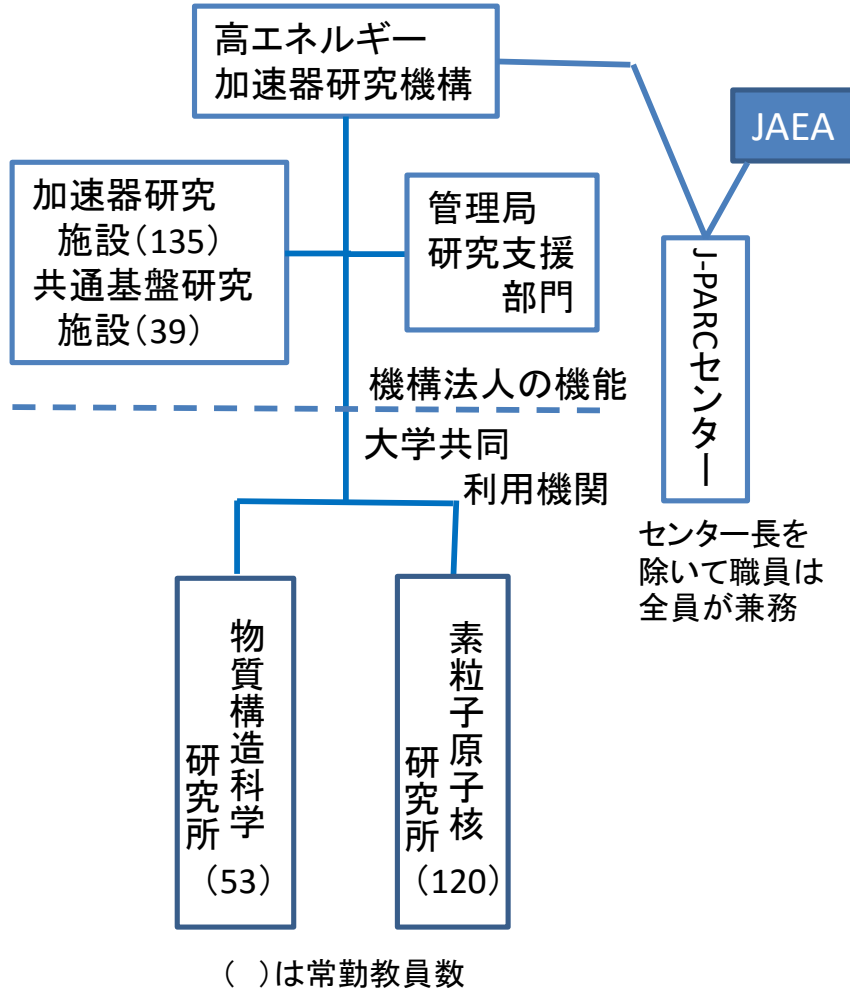 高エネルギー
加速器研究機構
JAEA
加速器研究
施設(135)
共通基盤研究
施設(39)
管理局
研究支援
部門
J-PARCセンター
機構法人の機能
大学共同
利用機関
センター長を
除いて職員は
全員が兼務
物質構造科学
研究所
(53)
素粒子原子核
研究所
(120)
( )は常勤教員数